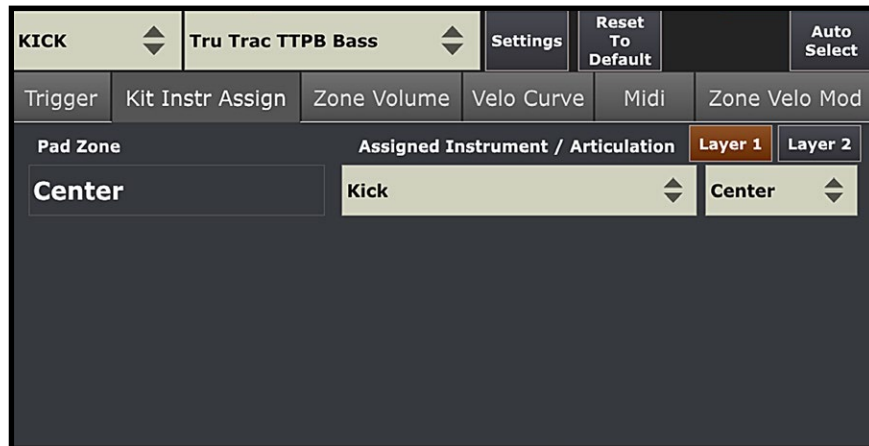 KICK Tru Trac TTPB Bass Settings Reset To Default Auto Select
Trigger Kit Instr Assign Zone Volume Velo Curve Midi Zone Velo Mod
Pad Zone Assigned Instrument / Articulation Layer 1 Layer 2
Center Kick Center